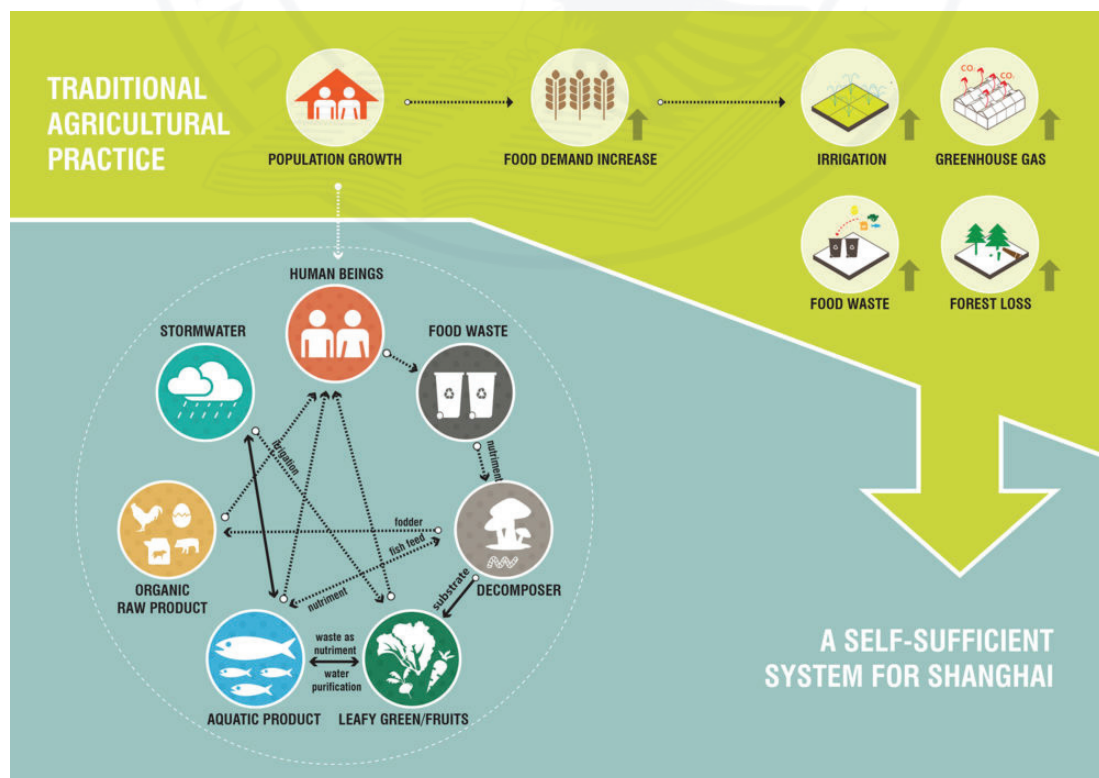 TRADITIONAL
AGRICULTURAL
PRACTICE
POPULATION GROWTH
FOOD DEMAND INCREASE
IRRIGATION
CO₂
CO₂
GREENHOUSE GAS
FOOD WASTE
FOREST LOSS
HUMAN BEINGS
STORMWATER
FOOD WASTE
irrigation
nutriment
fodder
fish feed
nutriment
substrate
DECOMPOSER
ORGANIC
RAW PRODUCT
waste as
nutriment
water
purification
AQUATIC PRODUCT
LEAFY GREEN/FRUITS
A SELF-SUFFICIENT
SYSTEM FOR SHANGHAI